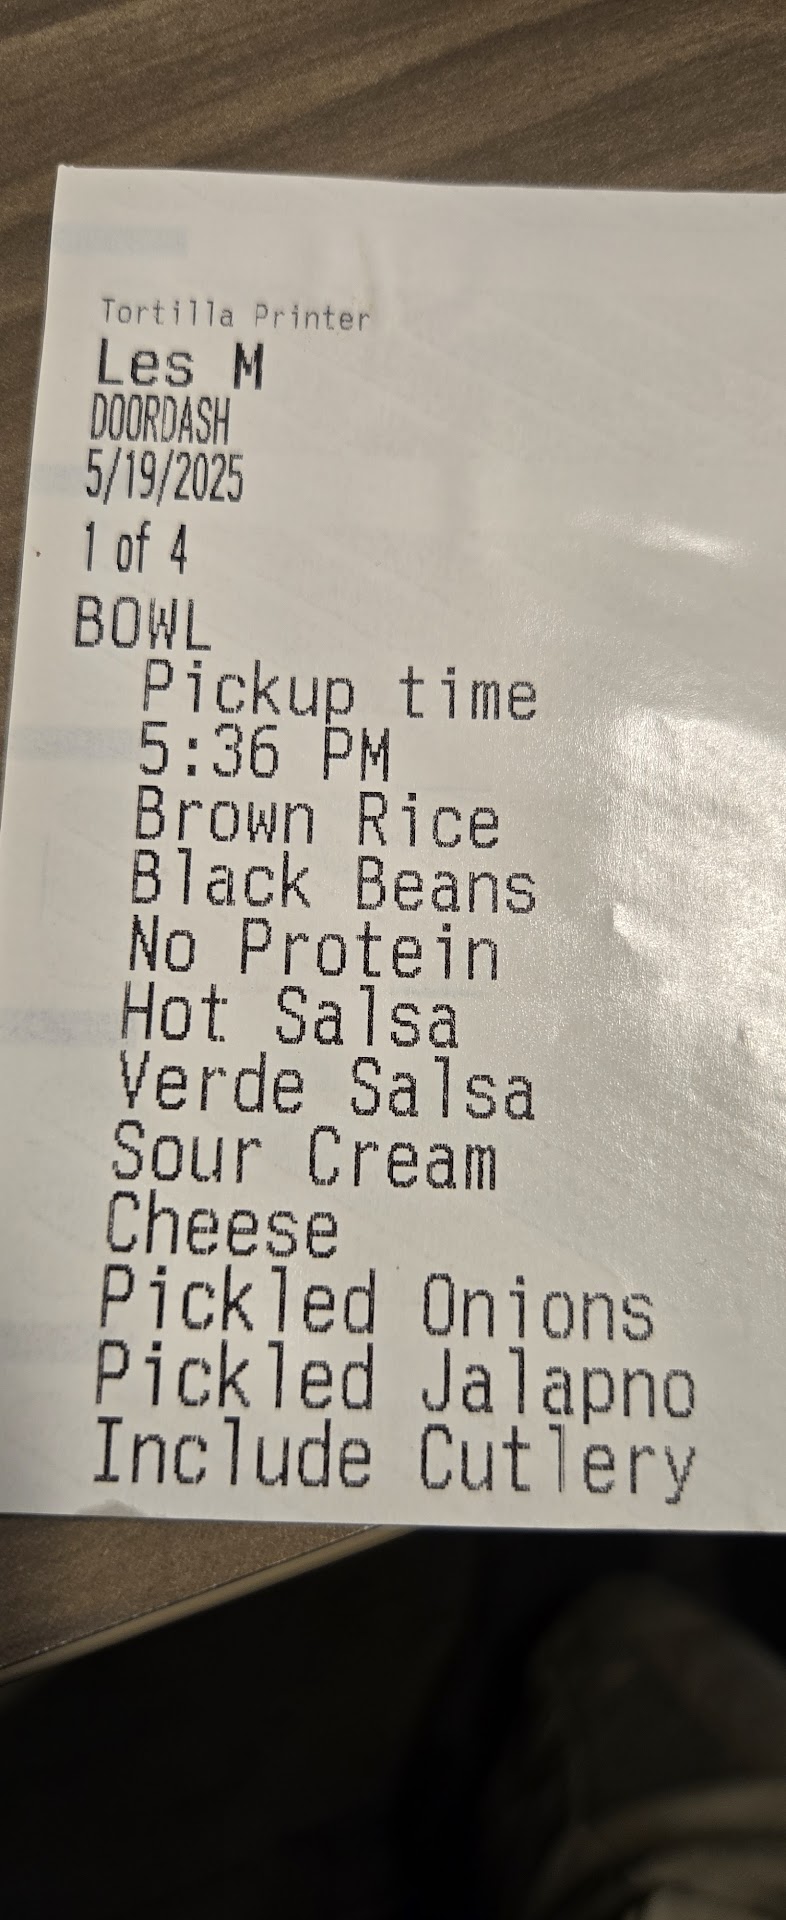 Tortilla Printer
Les M
DOORDASH
5/19/2025
1 of 4
BOWL
Pickup time
5:36 PM
Brown Rice
Black Beans
No Protein
Hot Salsa
Verde Salsa
Sour Cream
Cheese
Pickled Onions
Pickled Jalapno
Include Cutlery